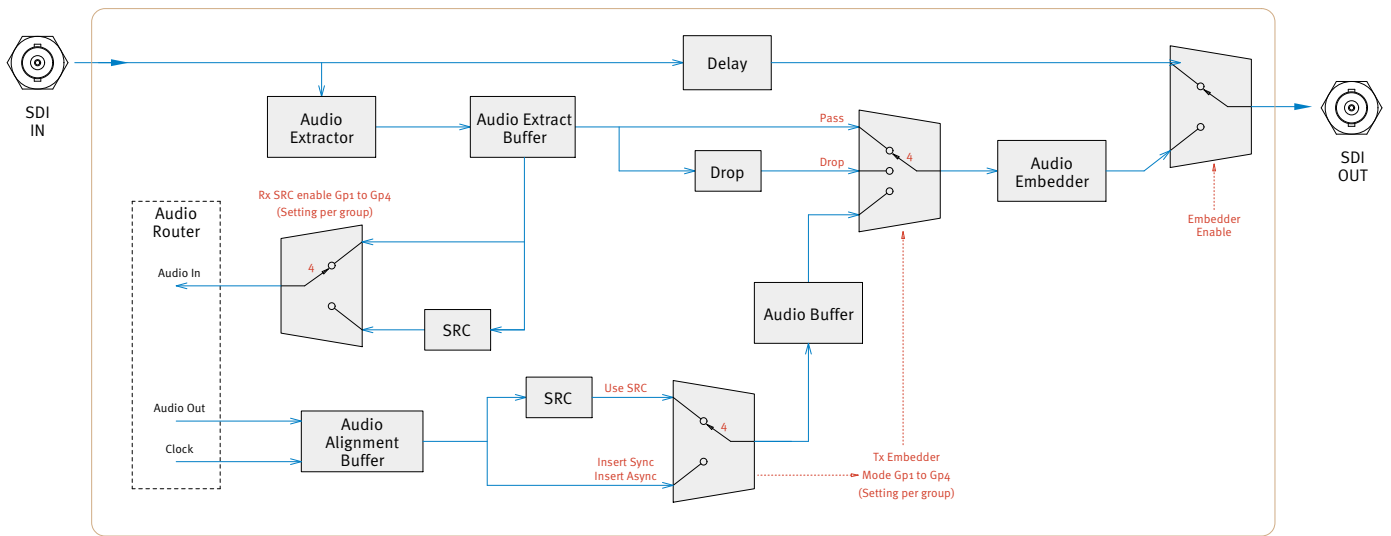 SDI
IN
Delay
Audio
Extractor
Audio Extract
Buffer
Pass
Drop
Drop
4
Audio
Embedder
SDI
OUT
Embedder
Enable
Rx SRC enable Gp1 to Gp4
(Setting per group)
Audio
Router
Audio In
4
SRC
Audio Buffer
Audio Out
Clock
Audio
Alignment
Buffer
SRC
Use SRC
4
Insert Sync
Insert Async
Tx Embedder
Mode Gp1 to Gp4
(Setting per group)